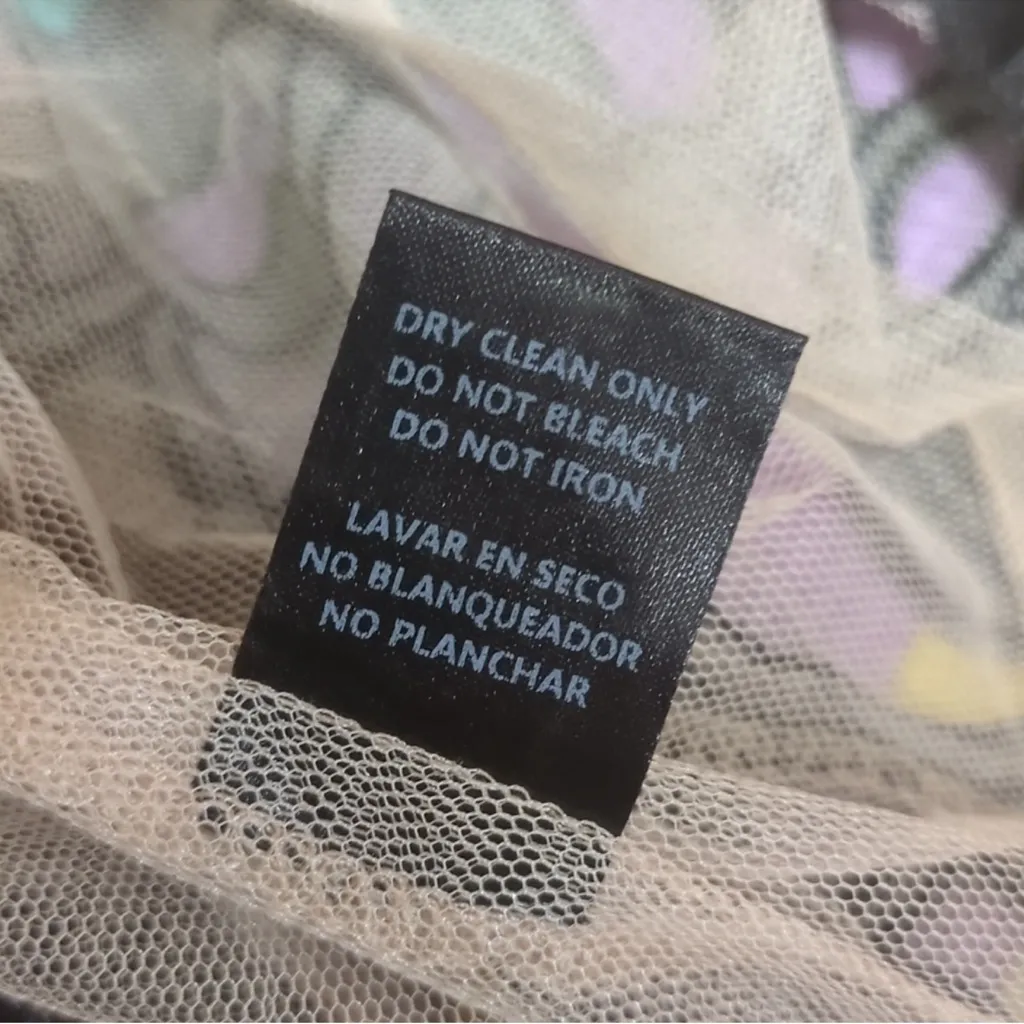 DRY CLEAN ONLY
DO NOT BLEACH
DO NOT IRON
LAVAR EN SECO
NO BLANQUEADOR
NO PLANCHAR